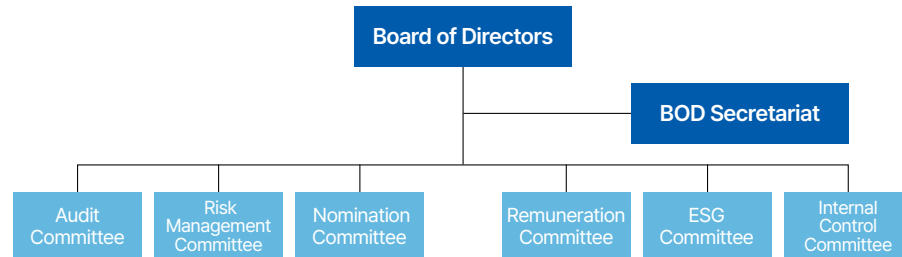 Board of Directors
BOD Secretariat
Audit
Committee
Risk
Management
Committee
Nomination
Committee
Remuneration
Committee
ESG
Committee
Internal
Control
Committee